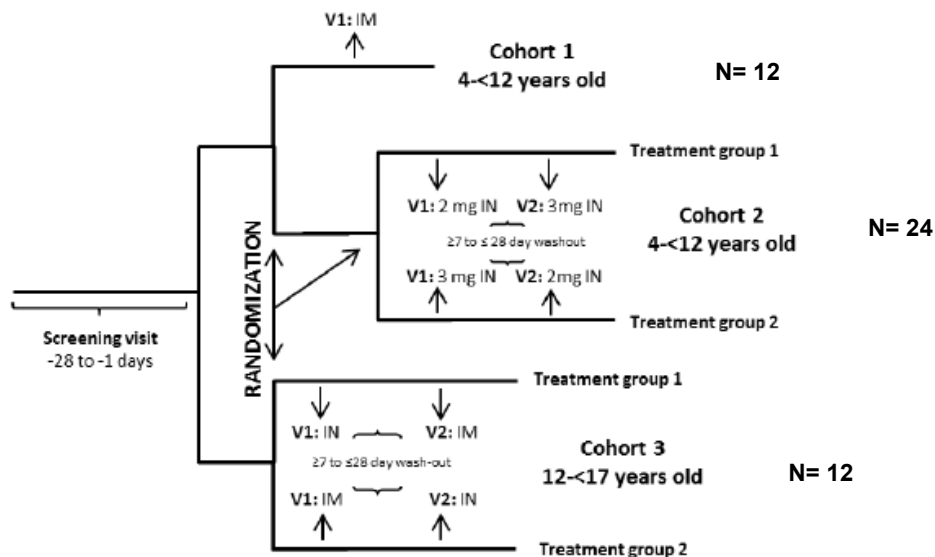 V1: IM
Cohort 1
4-<12 years old
N= 12
Treatment group 1
V1: 2 mg IN V2: 3mg IN
≥7 to ≤ 28 day washout
V1: 3 mg IN V2: 2mg IN
Cohort 2
4-<12 years old
N= 24
Treatment group 2
RANDOMIZATION
Screening visit
-28 to -1 days
Treatment group 1
V1: IN V2: IM
≥7 to ≤28 day wash-out
V1: IM V2: IN
Cohort 3
12-<17 years old
N= 12
Treatment group 2